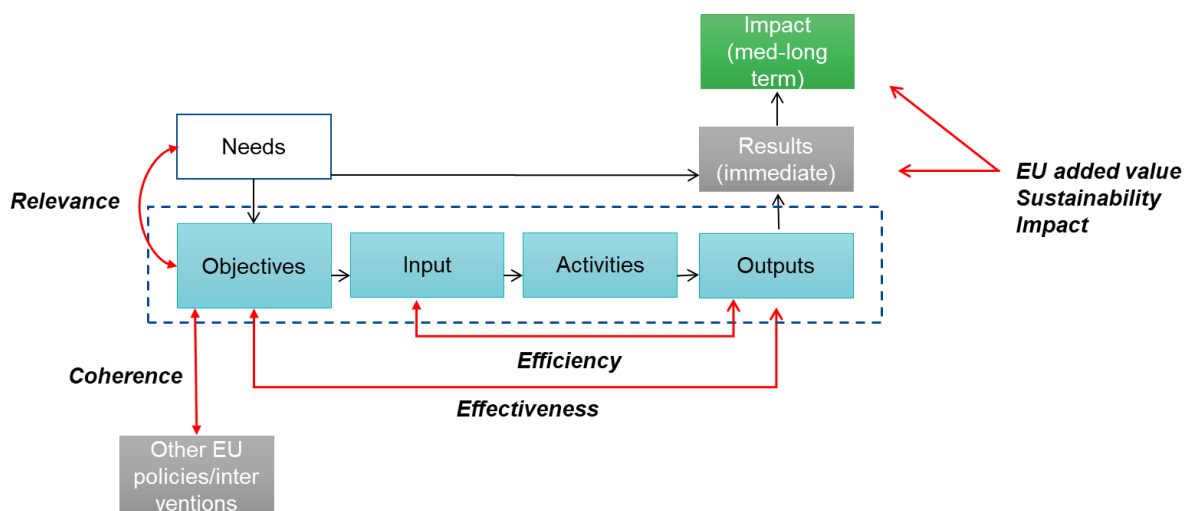 Impact
(med-long
term)
Needs
Results
(immediate)
EU added value
Sustainability
Impact
Relevance
Objectives
Input
Activities
Outputs
Efficiency
Coherence
Effectiveness
Other EU
policies/inter
ventions